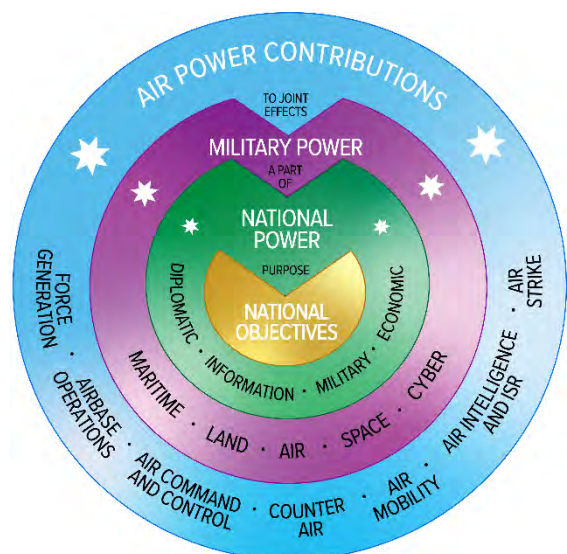 AIR POWER CONTRIBUTIONS
TO JOINT
EFFECTS
MILITARY POWER
A PART
OF
NATIONAL
POWER
PURPOSE
NATIONAL
OBJECTIVES
DIPLOMATIC · INFORMATION · MILITARY · ECONOMIC
MARITIME · LAND · AIR · SPACE · CYBER
FORCE
GENERATION ·
AIRBASE
OPERATIONS ·
AIR COMMAND
AND CONTROL ·
COUNTER
AIR ·
AIR
MOBILITY ·
AIR INTELLIGENCE
AND ISR ·
AIR
STRIKE